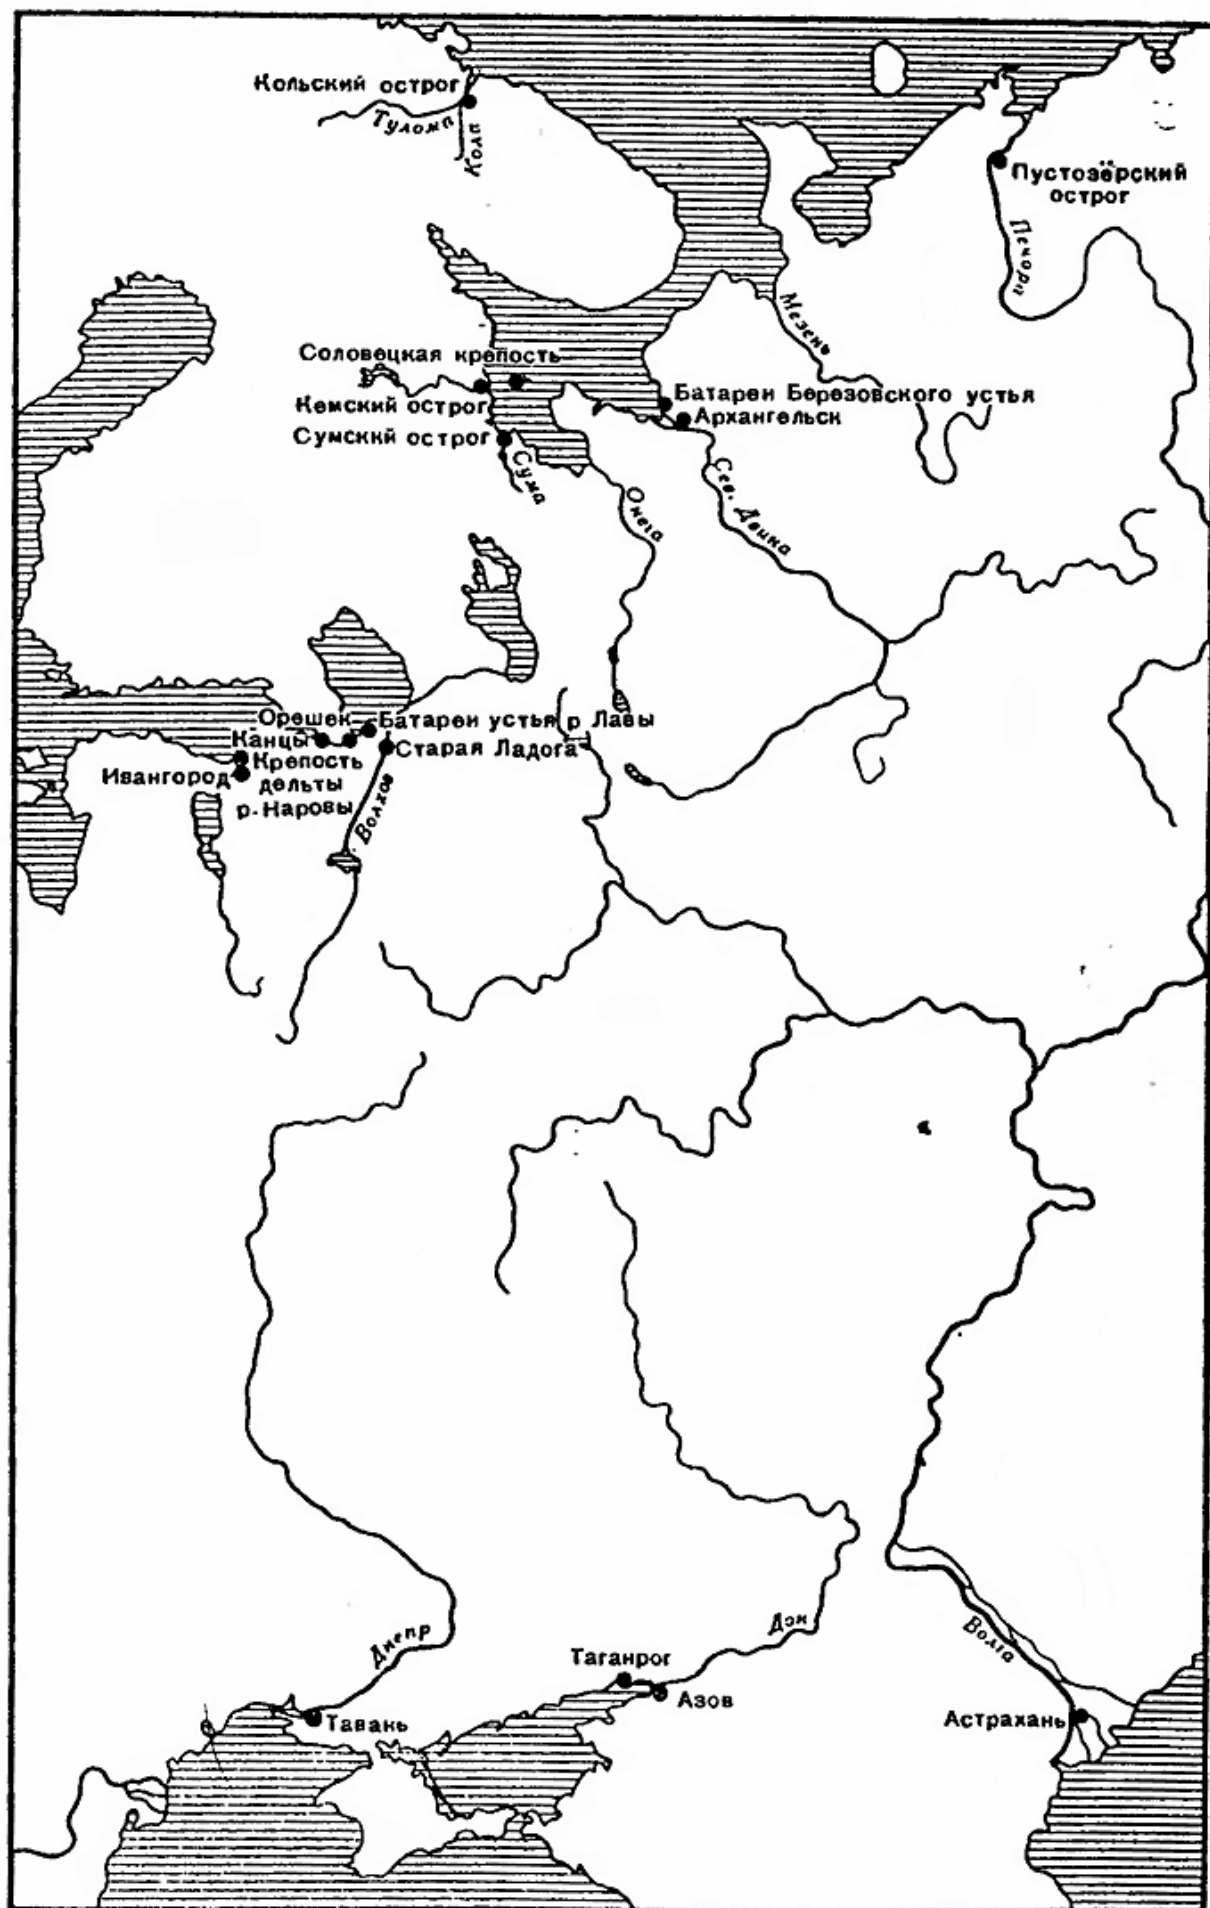 Кольский острог
Тулома
Кола
Пустозёрский
острог
Печора
Мезень
Соловецкая крепость
Кемский острог
Сумский острог
Сума
Батареи Березовского устья
Архангельск
Онега
Сев. Двина
Орешек
Батареи устья р Лавы
Канцы
Старая Ладога
Ивангород
Крепость
дельты
р. Наровы
Волхов
Днепр
Тавань
Таганрог
Азов
Дон
Волга
Астрахань